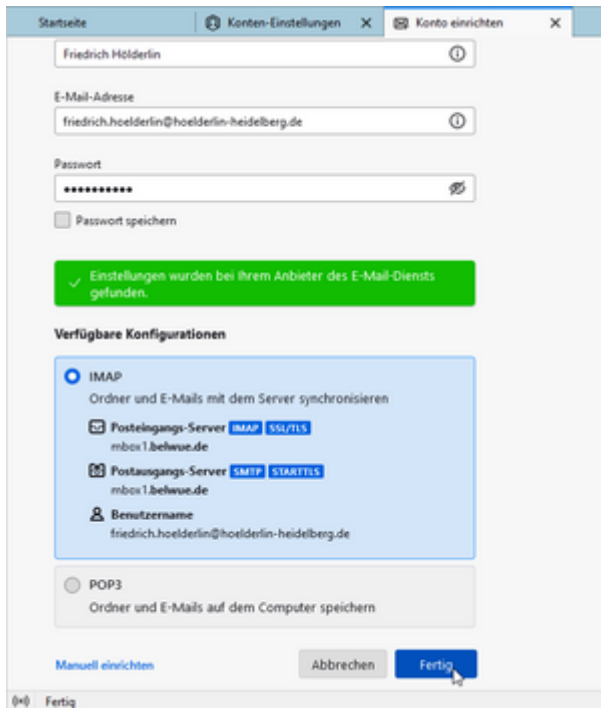 Startseite
Konten-Einstellungen
Konto einrichten
Friedrich Hölderlin
E-Mail-Adresse
friedrich.hoelderlin@hoelderlin-heidelberg.de
Passwort
••••••••••
Passwort speichern
Einstellungen wurden bei Ihrem Anbieter des E-Mail-Diensts
gefunden.
Verfügbare Konfigurationen
IMAP
Ordner und E-Mails mit dem Server synchronisieren
Posteingangs-Server IMAP SSL/TLS
mbox1.belwue.de
Postausgangs-Server SMTP STARTTLS
mbox1.belwue.de
Benutzername
friedrich.hoelderlin@hoelderlin-heidelberg.de
POP3
Ordner und E-Mails auf dem Computer speichern
Manuell einrichten
Abbrechen
Fertig
Fertig